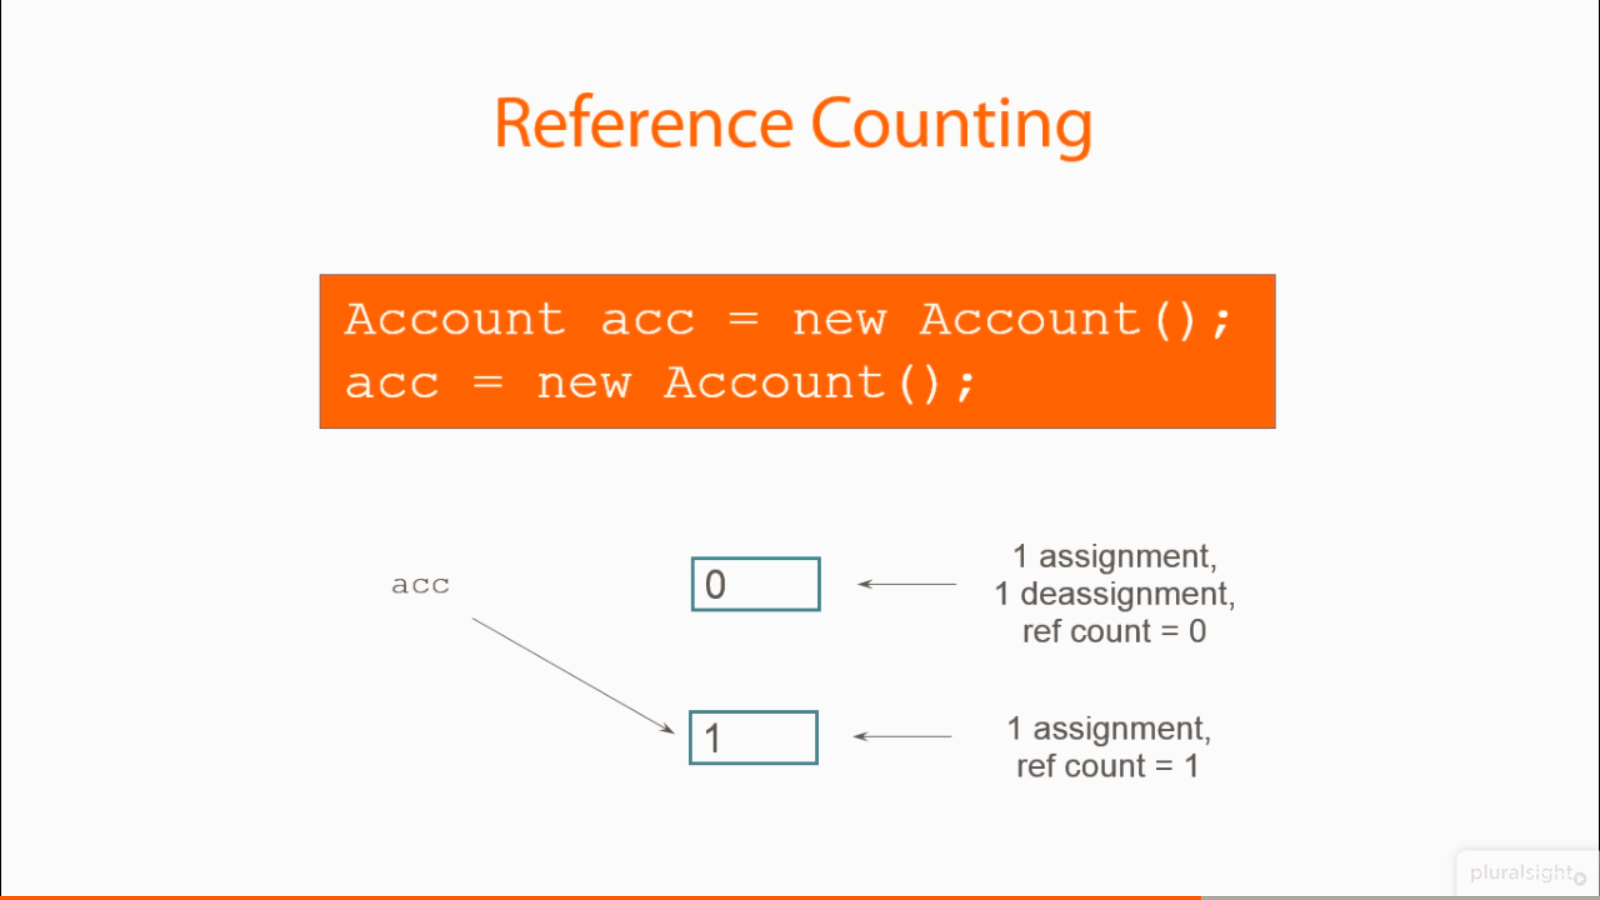 Reference Counting
Account acc = new Account();
acc = new Account();
acc
0
1 assignment,
1 deassignment,
ref count = 0
1
1 assignment,
ref count = 1
pluralsight